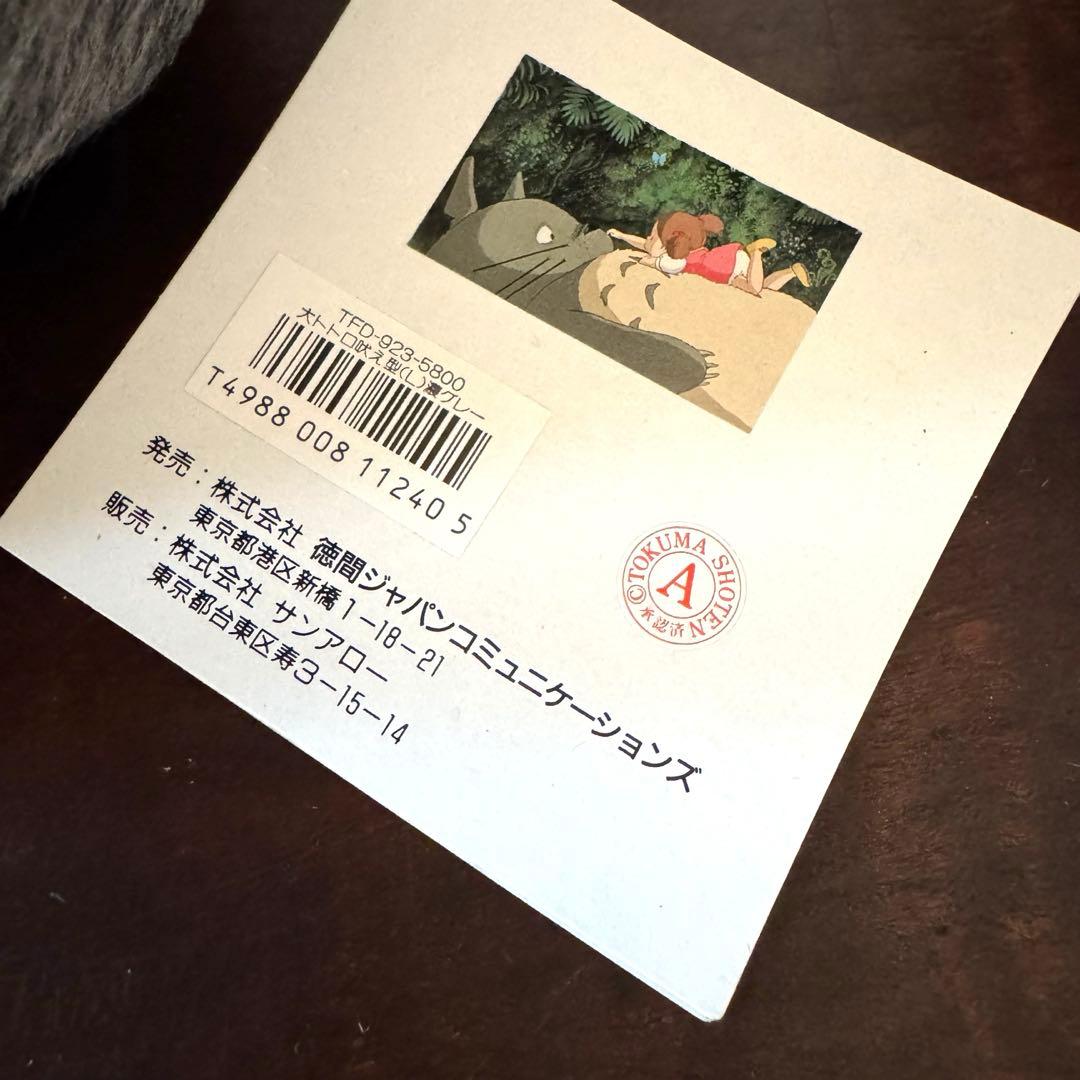 TFD-923-5800
大トトロ吠え型(L)濃グレー
T4988 008 112405
発売：株式会社 徳間ジャパンコミュニケーションズ
東京都港区新橋1-18-21
販売：株式会社 サンアロー
東京都台東区寿3-15-14
©TOKUMA SHOTEN
A
承認済